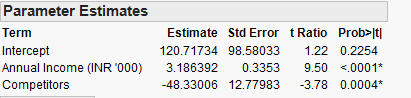 Parameter Estimates
Term Estimate Std Error t Ratio Prob>|t|
Intercept 120.71734 98.58033 1.22 0.2254
Annual Income (INR '000) 3.186392 0.3353 9.50 <.0001*
Competitors -48.33006 12.77983 -3.78 0.0004*